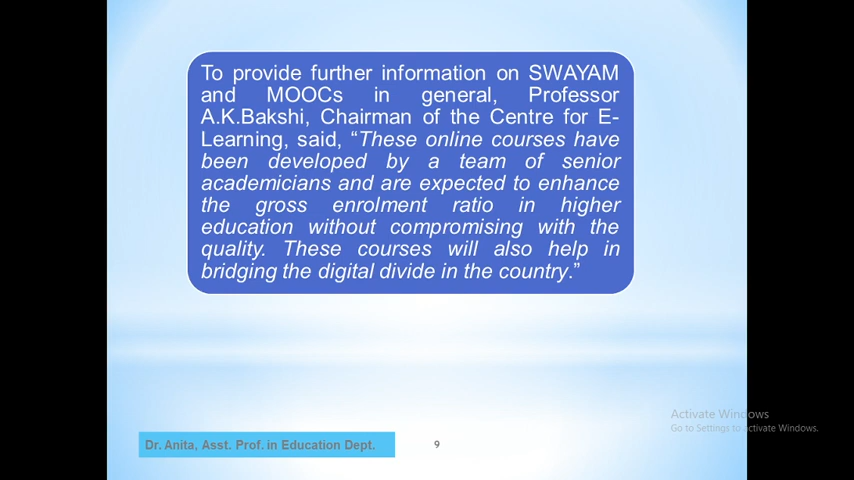 To provide further information on SWAYAM
and MOOCs in general, Professor
A.K.Bakshi, Chairman of the Centre for E-
Learning, said, “These online courses have
been developed by a team of senior
academicians and are expected to enhance
the gross enrolment ratio in higher
education without compromising with the
quality. These courses will also help in
bridging the digital divide in the country.”
Activate Windows
Go to Settings to activate Windows.
Dr. Anita, Asst. Prof. in Education Dept.
9